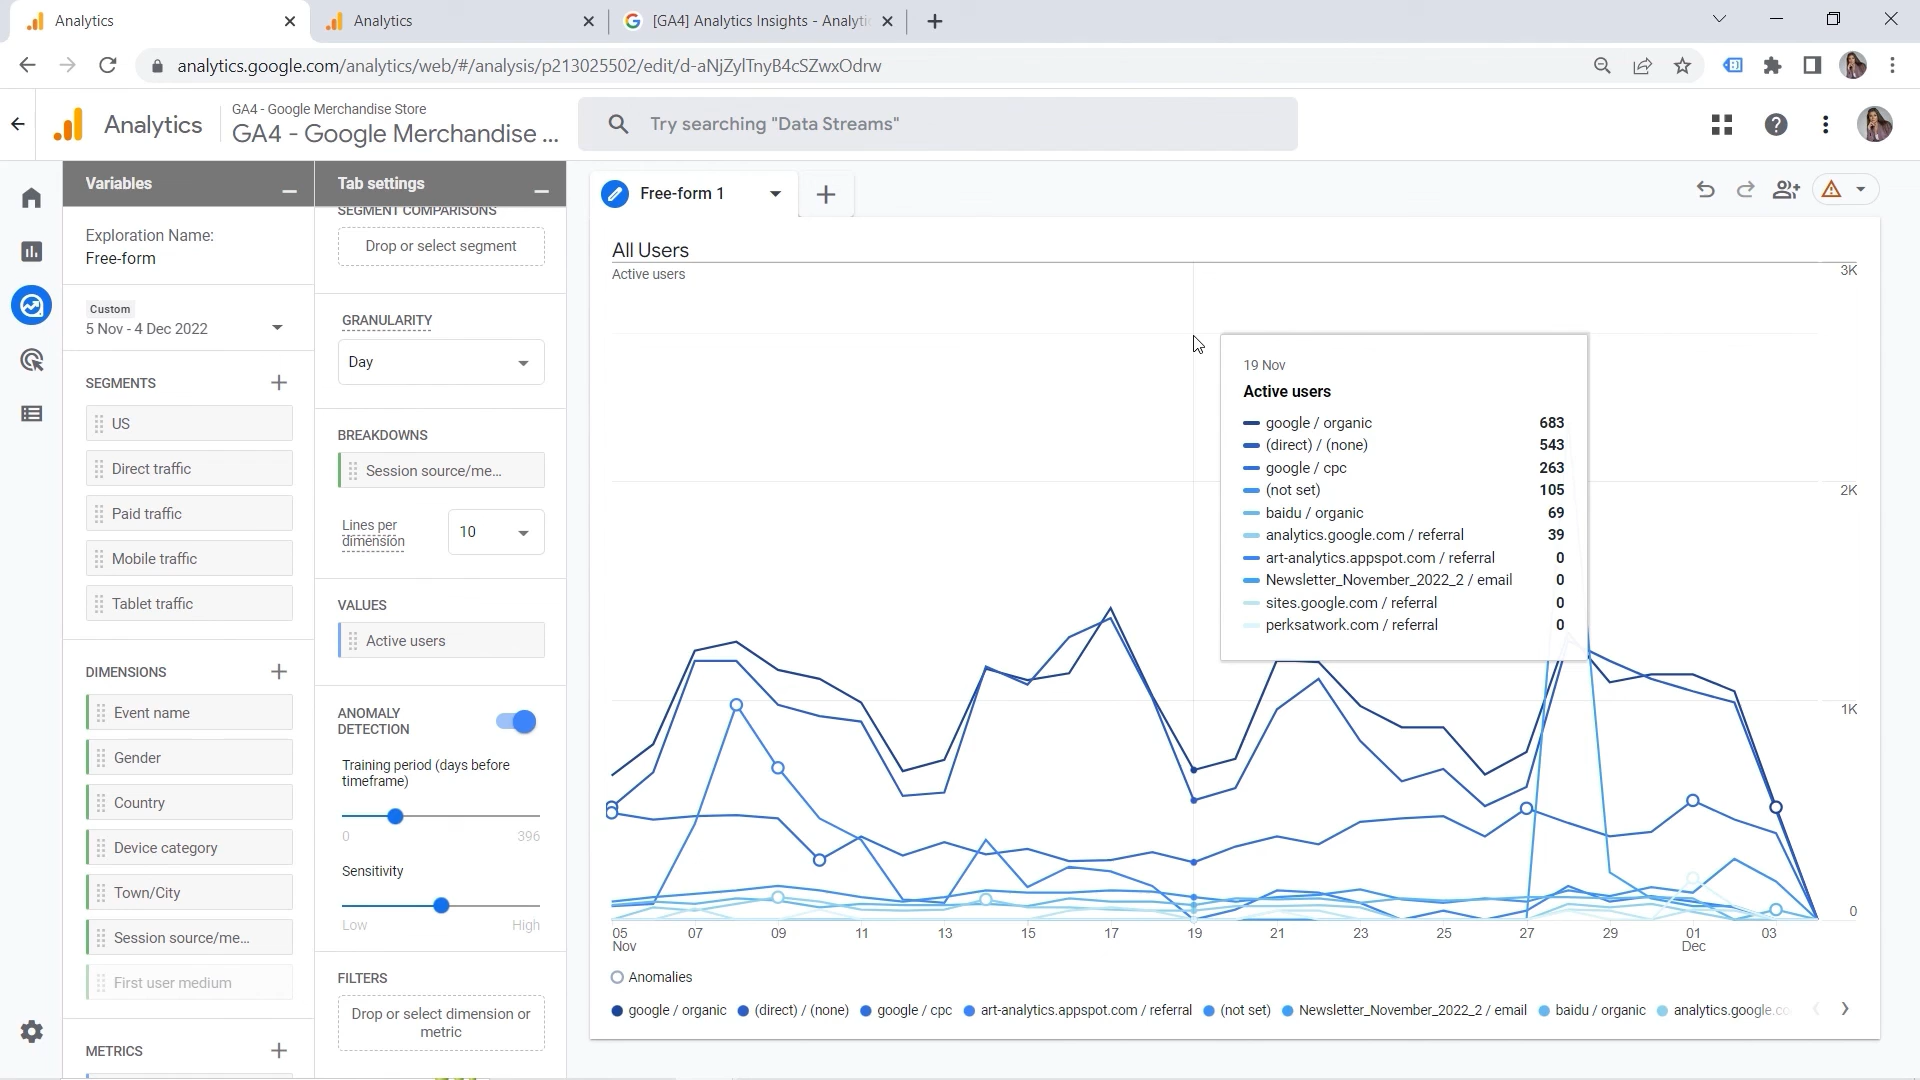 Analytics
Analytics
[GA4] Analytics Insights - Analytic
analytics.google.com/analytics/web/#/analysis/p213025502/edit/d-aNjZylTnyB4cSZwxOdrw
Analytics
GA4 - Google Merchandise Store
GA4 - Google Merchandise ...
Try searching "Data Streams"
Variables
Exploration Name:
Free-form
Custom
5 Nov - 4 Dec 2022
SEGMENTS
US
Direct traffic
Paid traffic
Mobile traffic
Tablet traffic
DIMENSIONS
Event name
Gender
Country
Device category
Town/City
Session source/me...
First user medium
METRICS
Tab settings
SEGMENT COMPARISONS
Drop or select segment
GRANULARITY
Day
BREAKDOWNS
Session source/me...
Lines per
dimension
10
VALUES
Active users
ANOMALY
DETECTION
Training period (days before
timeframe)
0 396
Sensitivity
Low High
FILTERS
Drop or select dimension or
metric
Free-form 1
All Users
Active users
3K
2K
1K
0
19 Nov
Active users
google / organic 683
(direct) / (none) 543
google / cpc 263
(not set) 105
baidu / organic 69
analytics.google.com / referral 39
art-analytics.appspot.com / referral 0
Newsletter_November_2022_2 / email 0
sites.google.com / referral 0
perksatwork.com / referral 0
05 07 09 11 13 15 17 19 21 23 25 27 29 01 03
Nov Dec
Anomalies
google / organic (direct) / (none) google / cpc art-analytics.appspot.com / referral (not set) Newsletter_November_2022_2 / email baidu / organic analytics.google.co